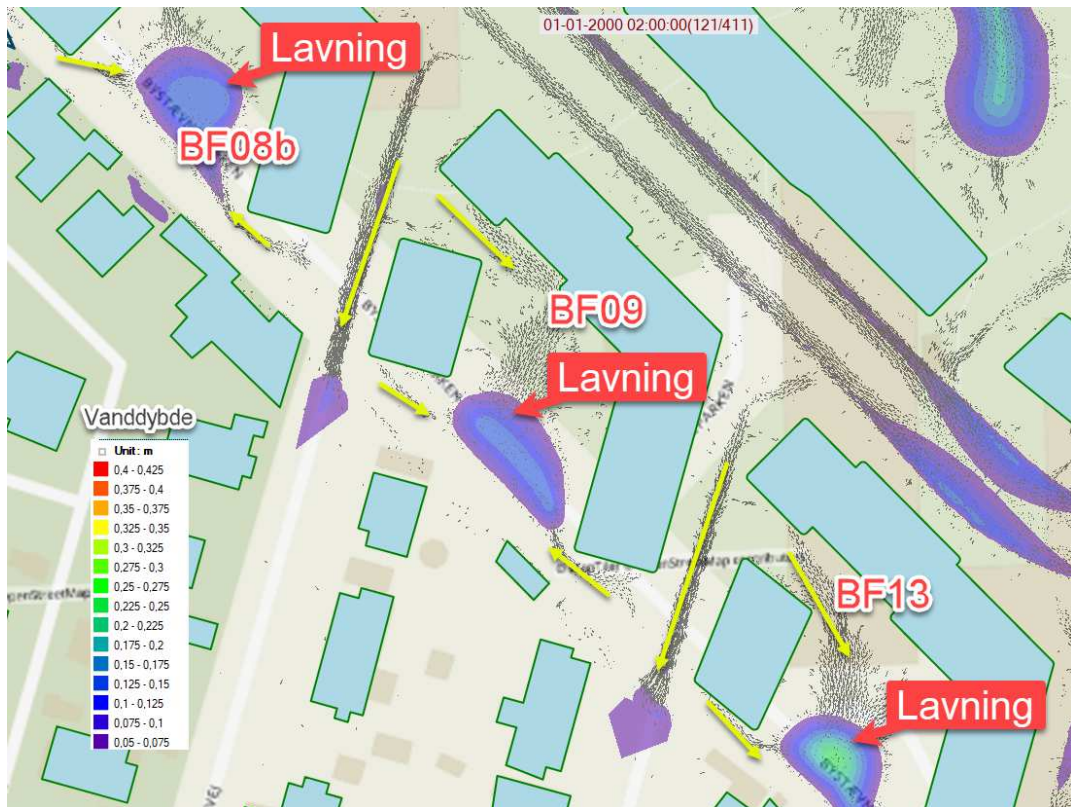 01-01-2000 02:00:00(121/411)
Lavning
BF08b
BF09
Lavning
Vanddybde
Unit: m
0,4 - 0,425
0,375 - 0,4
0,35 - 0,375
0,325 - 0,35
0,3 - 0,325
0,275 - 0,3
0,25 - 0,275
0,225 - 0,25
0,2 - 0,225
0,175 - 0,2
0,15 - 0,175
0,125 - 0,15
0,1 - 0,125
0,075 - 0,1
0,05 - 0,075
BF13
Lavning